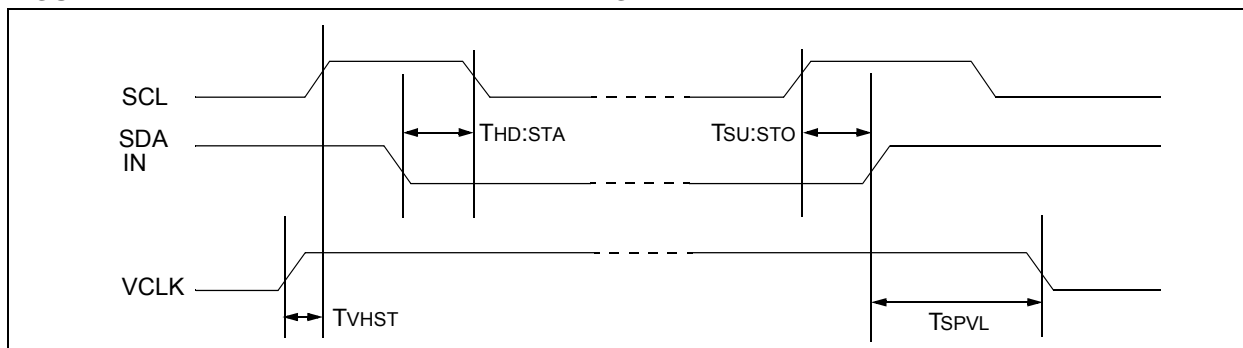 SCL
THD:STA
TSU:STO
SDA
IN
VCLK
TVHST
TSPVL